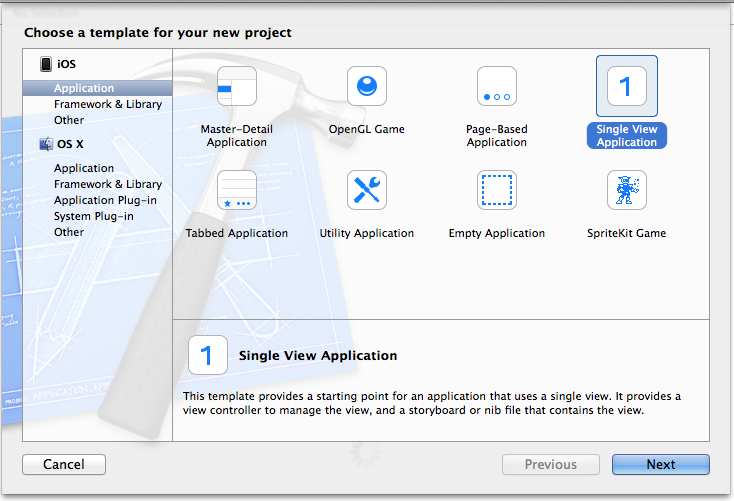 Choose a template for your new project
iOS
Application
Framework & Library
Other
OS X
Application
Framework & Library
Application Plug-in
System Plug-in
Other
Master-Detail
Application
OpenGL Game
Page-Based
Application
1
Single View
Application
Tabbed Application
Utility Application
Empty Application
SpriteKit Game
1
Single View Application
This template provides a starting point for an application that uses a single view. It provides a
view controller to manage the view, and a storyboard or nib file that contains the view.
Cancel
Previous
Next